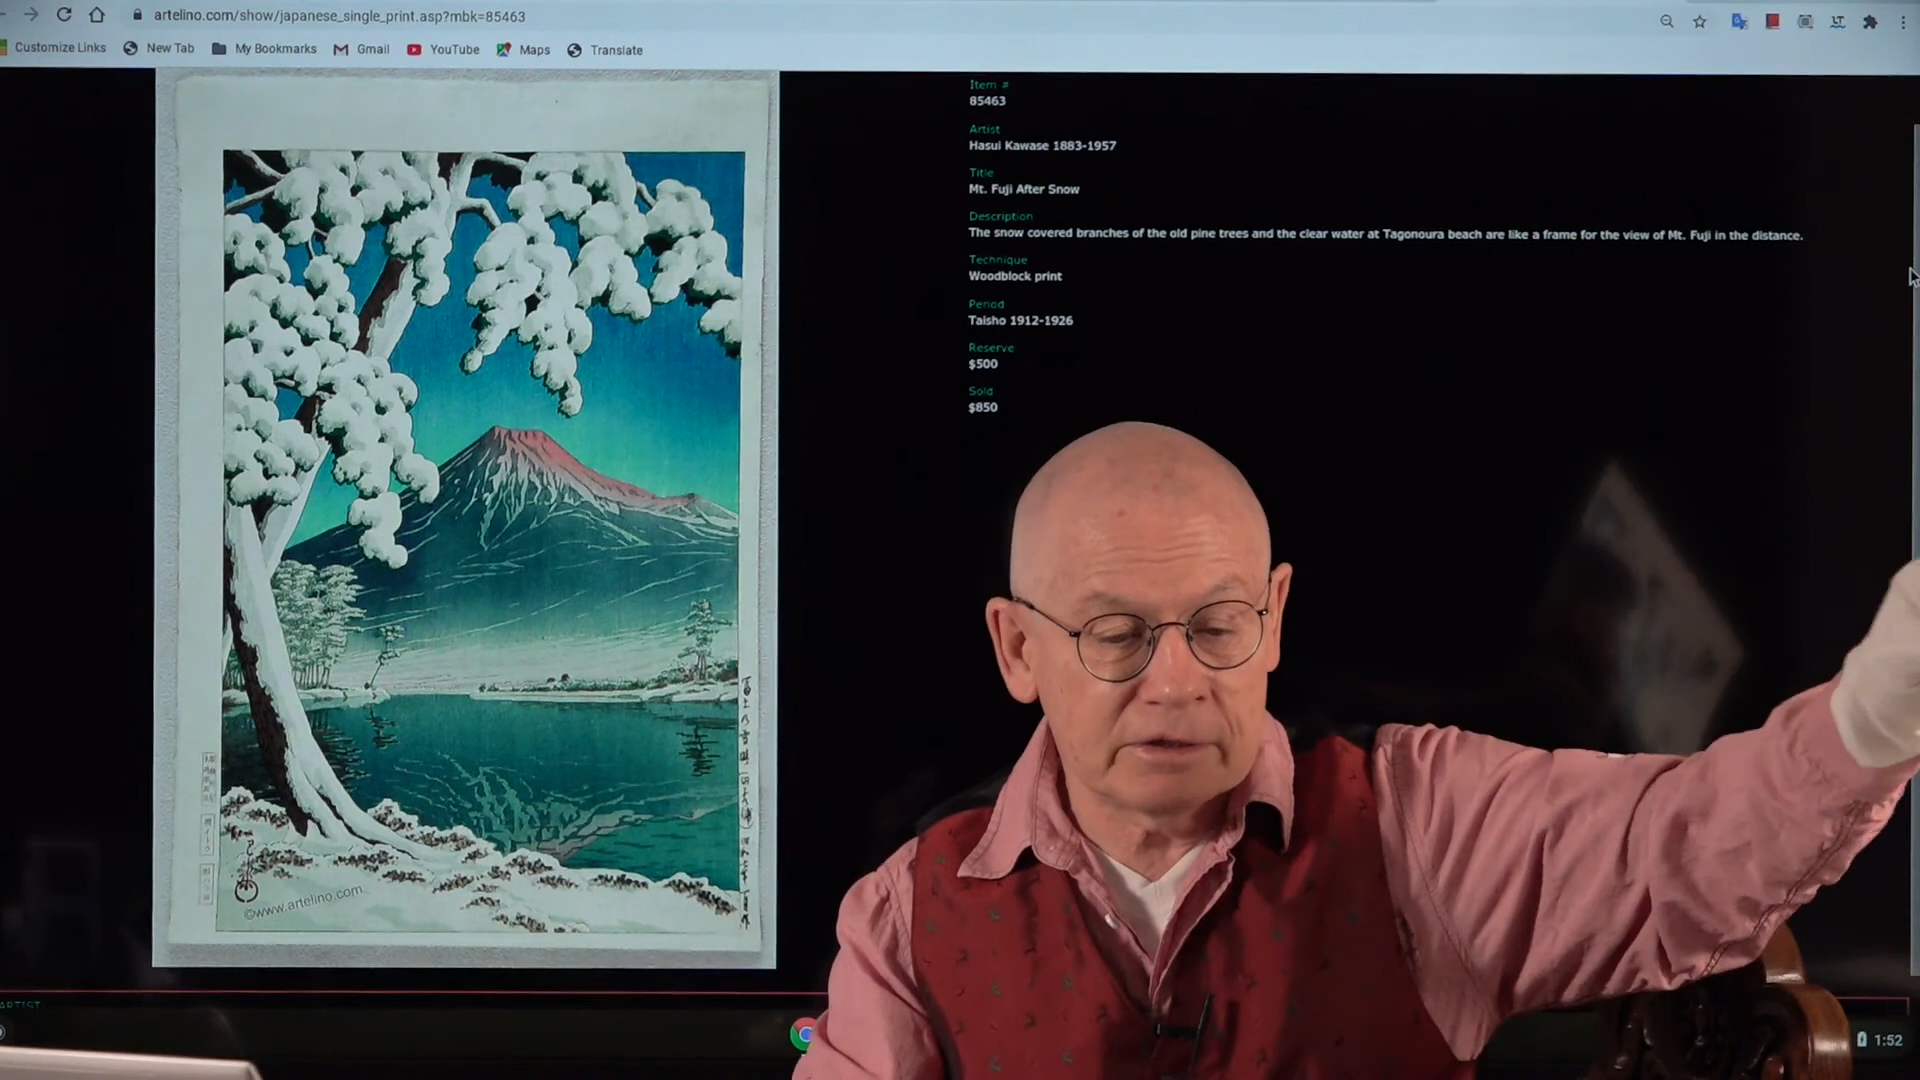 artelino.com/show/japanese_single_print.asp?mbk=85463
Customize Links New Tab My Bookmarks Gmail YouTube Maps Translate
Item #
85463
Artist
Hasui Kawase 1883-1957
Title
Mt. Fuji After Snow
Description
The snow covered branches of the old pine trees and the clear water at Tagonoura beach are like a frame for the view of Mt. Fuji in the distance.
Technique
Woodblock print
Period
Taisho 1912-1926
Reserve
$500
Sold
$850
©www.artelino.com
ARTIST
1:52